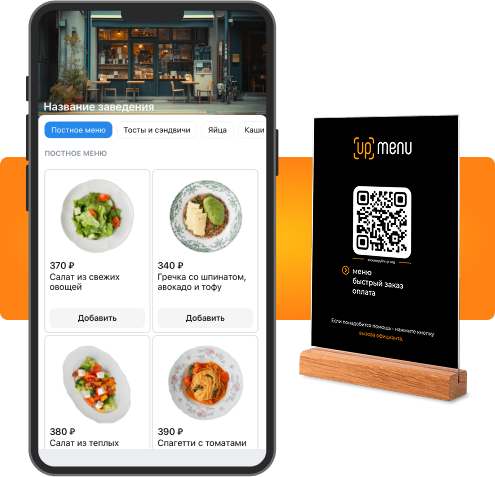 Название заведения
Постное меню
Тосты и сэндвичи
Яйца
Каши
ПОСТНОЕ МЕНЮ
370 ₽
Салат из свежих
овощей
Добавить
340 ₽
Гречка со шпинатом,
авокадо и тофу
Добавить
380 ₽
Салат из теплых
390 ₽
Спагетти с томатами
up menu
меню
быстрый заказ
оплата
Если понадобится помощь - нажмите кнопку
вызова официанта.